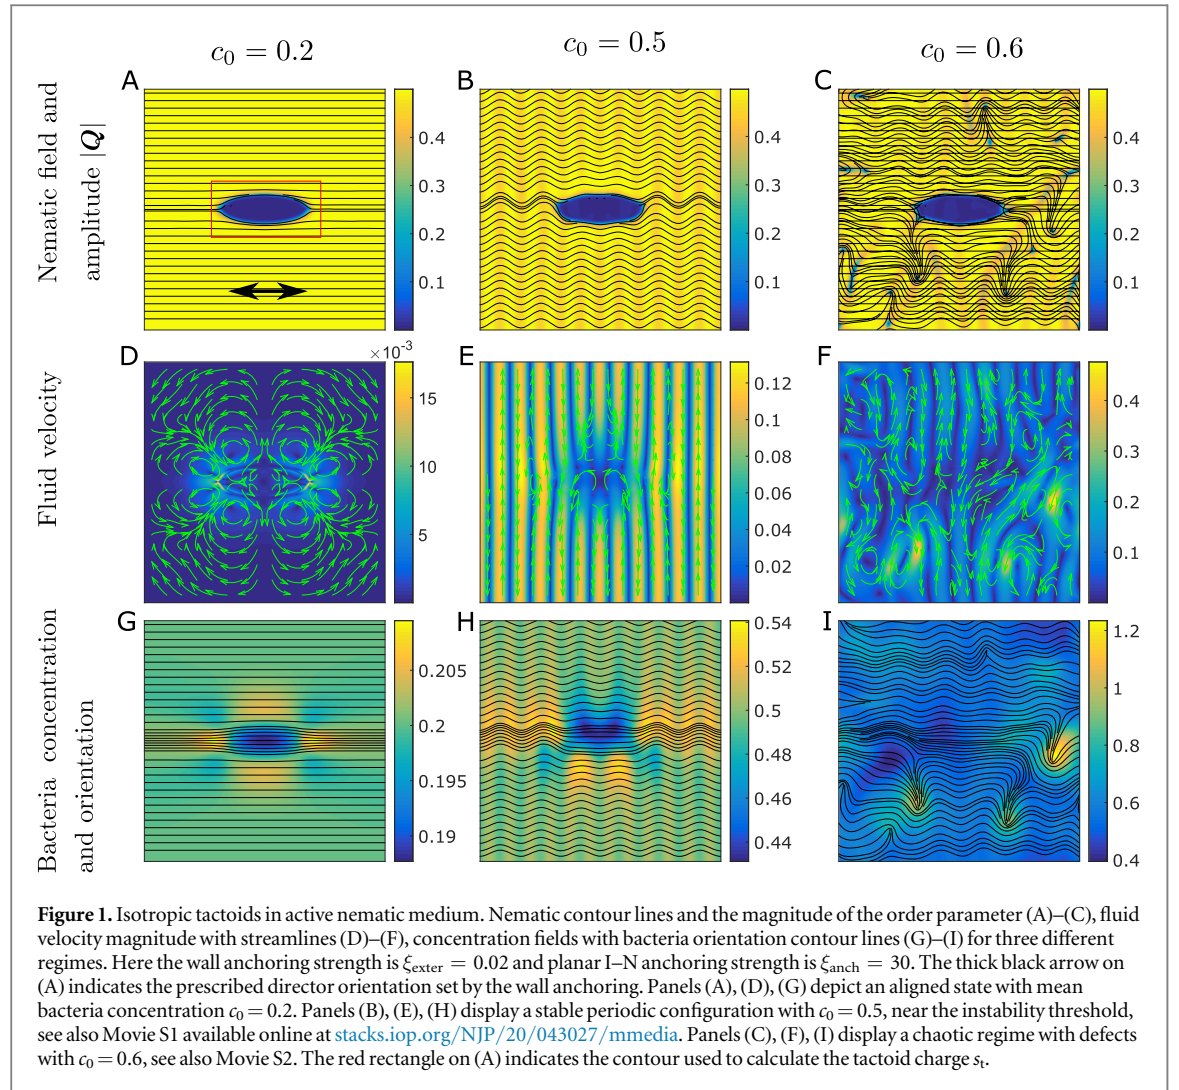 c₀ = 0.2
c₀ = 0.5
c₀ = 0.6
Nematic field and
amplitude |Q|
A
0.4
0.3
0.2
0.1
B
0.4
0.3
0.2
0.1
C
0.4
0.3
0.2
0.1
Fluid velocity
D
×10⁻³
15
10
5
E
0.12
0.10
0.08
0.06
0.04
0.02
F
0.4
0.3
0.2
0.1
Bacteria concentration
and orientation
G
0.205
0.2
0.195
0.19
H
0.54
0.52
0.5
0.48
0.46
0.44
I
1.2
1
0.8
0.6
0.4
Figure 1. Isotropic tactoids in active nematic medium. Nematic contour lines and the magnitude of the order parameter (A)–(C), fluid
velocity magnitude with streamlines (D)–(F), concentration fields with bacteria orientation contour lines (G)–(I) for three different
regimes. Here the wall anchoring strength is ξexter = 0.02 and planar I–N anchoring strength is ξanch = 30. The thick black arrow on
(A) indicates the prescribed director orientation set by the wall anchoring. Panels (A), (D), (G) depict an aligned state with mean
bacteria concentration c₀ = 0.2. Panels (B), (E), (H) display a stable periodic configuration with c₀ = 0.5, near the instability threshold,
see also Movie S1 available online at stacks.iop.org/NJP/20/043027/mmedia. Panels (C), (F), (I) display a chaotic regime with defects
with c₀ = 0.6, see also Movie S2. The red rectangle on (A) indicates the contour used to calculate the tactoid charge sₜ.